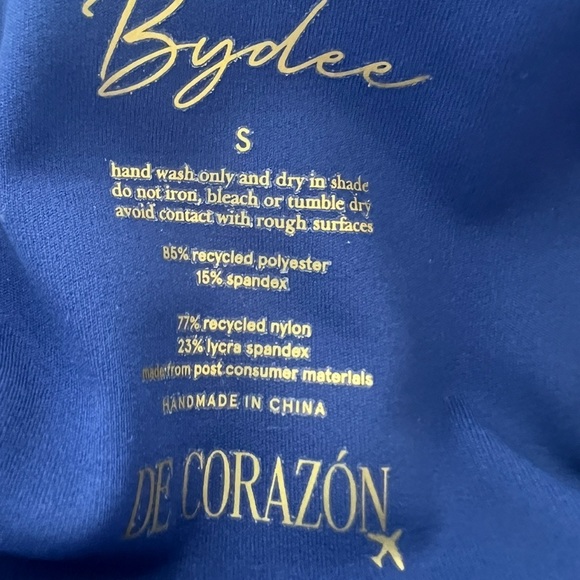 Bydee
S
hand wash only and dry in shade
do not iron, bleach or tumble dry
avoid contact with rough surfaces
85% recycled polyester
15% spandex
77% recycled nylon
23% lycra spandex
made from post consumer materials
HANDMADE IN CHINA
DE CORAZÓN